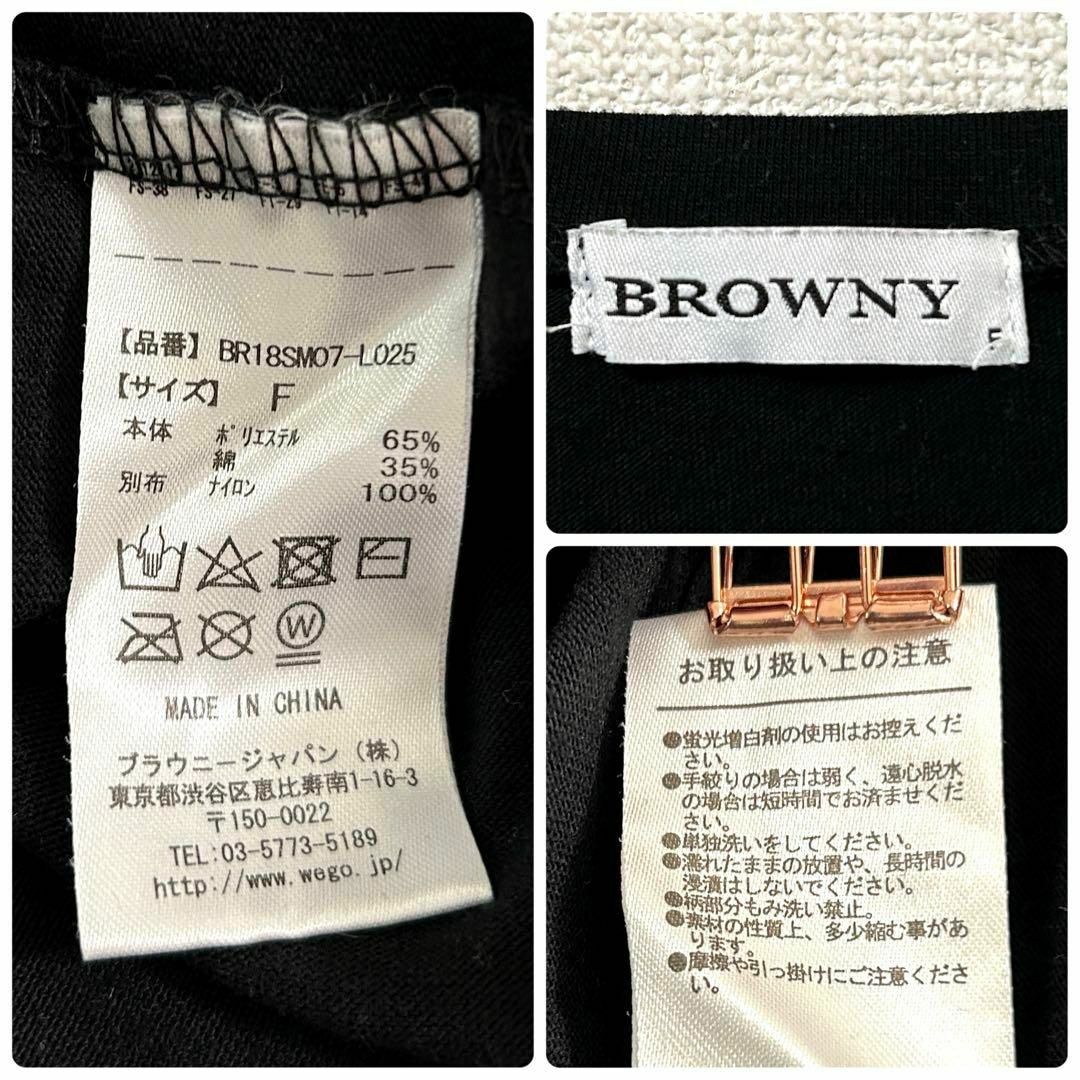 【品番】 BR18SM07-L025
【サイズ】 F
本体 ポリエステル 65%
綿 35%
別布 ナイロン 100%
W
MADE IN CHINA
ブラウニージャパン（株）
東京都渋谷区恵比寿南1-16-3
〒150-0022
TEL:03-5773-5189
http://www.wego.jp/
BROWNY
お取り扱い上の注意
●蛍光増白剤の使用はお控えくだ
さい。
●手絞りの場合は弱く、遠心脱水
の場合は短時間でお済ませくだ
さい。
●単独洗いをしてください。
●濡れたままの放置や、長時間の
浸漬はしないでください。
●柄部分もみ洗い禁止。
●素材の性質上、多少縮む事があ
ります。
●摩擦や引っ掛けにご注意くださ
い。